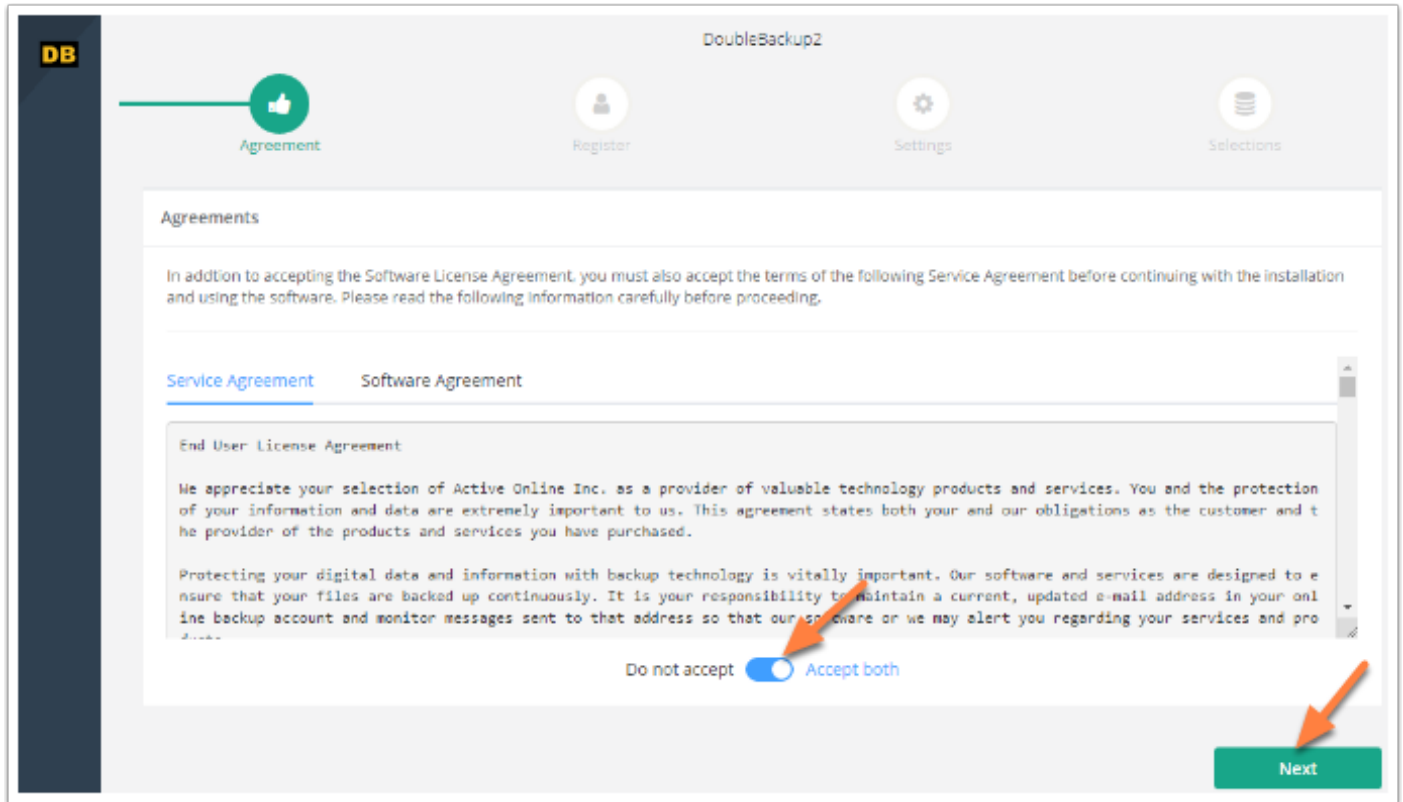 DB
DoubleBackup2
Agreement
Register
Settings
Selections
Agreements
In addtion to accepting the Software License Agreement, you must also accept the terms of the following Service Agreement before continuing with the installation
and using the software. Please read the following information carefully before proceeding.
Service Agreement Software Agreement
End User License Agreement
We appreciate your selection of Active Online Inc. as a provider of valuable technology products and services. You and the protection
of your information and data are extremely important to us. This agreement states both your and our obligations as the customer and t
he provider of the products and services you have purchased.
Protecting your digital data and information with backup technology is vitally important. Our software and services are designed to e
nsure that your files are backed up continuously. It is your responsibility to maintain a current, updated e-mail address in your onl
ine backup account and monitor messages sent to that address so that our software or we may alert you regarding your services and pro
Do not accept Accept both
Next